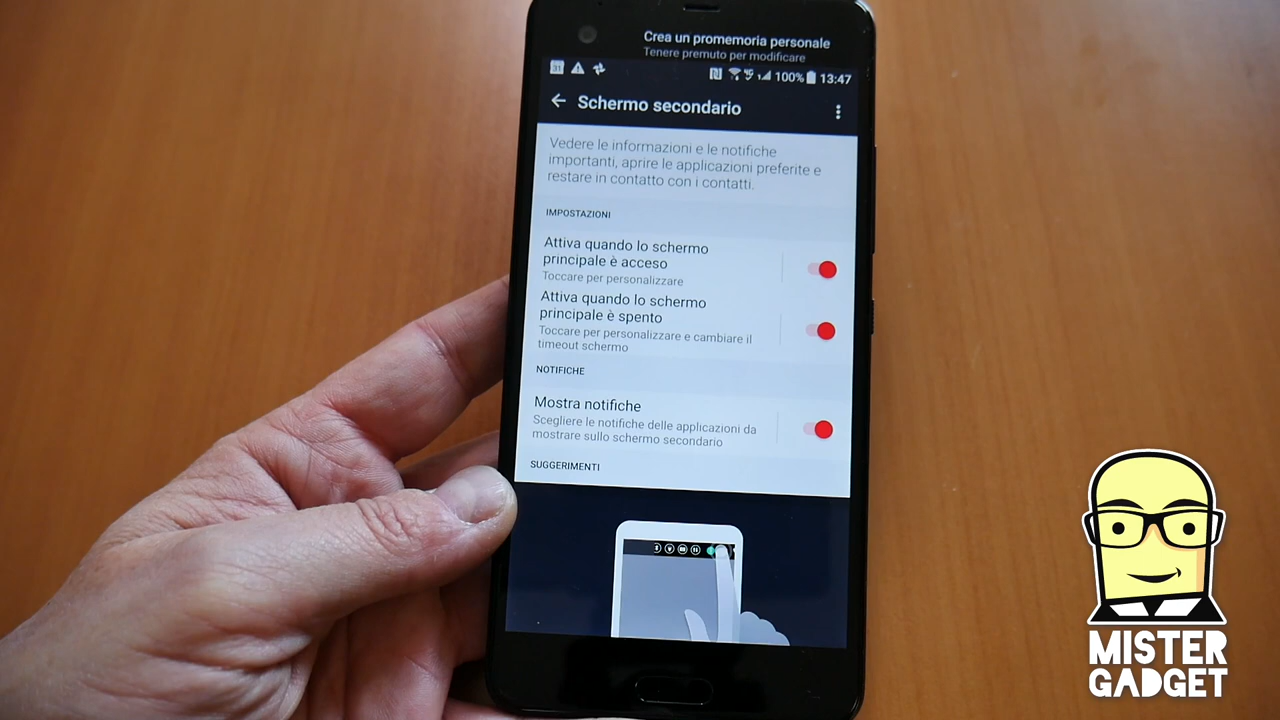 Crea un promemoria personale
Tenere premuto per modificare
31
100% 13:47
Schermo secondario
Vedere le informazioni e le notifiche
importanti, aprire le applicazioni preferite e
restare in contatto con i contatti.
IMPOSTAZIONI
Attiva quando lo schermo
principale è acceso
Toccare per personalizzare
Attiva quando lo schermo
principale è spento
Toccare per personalizzare e cambiare il
timeout schermo
NOTIFICHE
Mostra notifiche
Scegliere le notifiche delle applicazioni da
mostrare sullo schermo secondario
SUGGERIMENTI
MISTER
GADGET